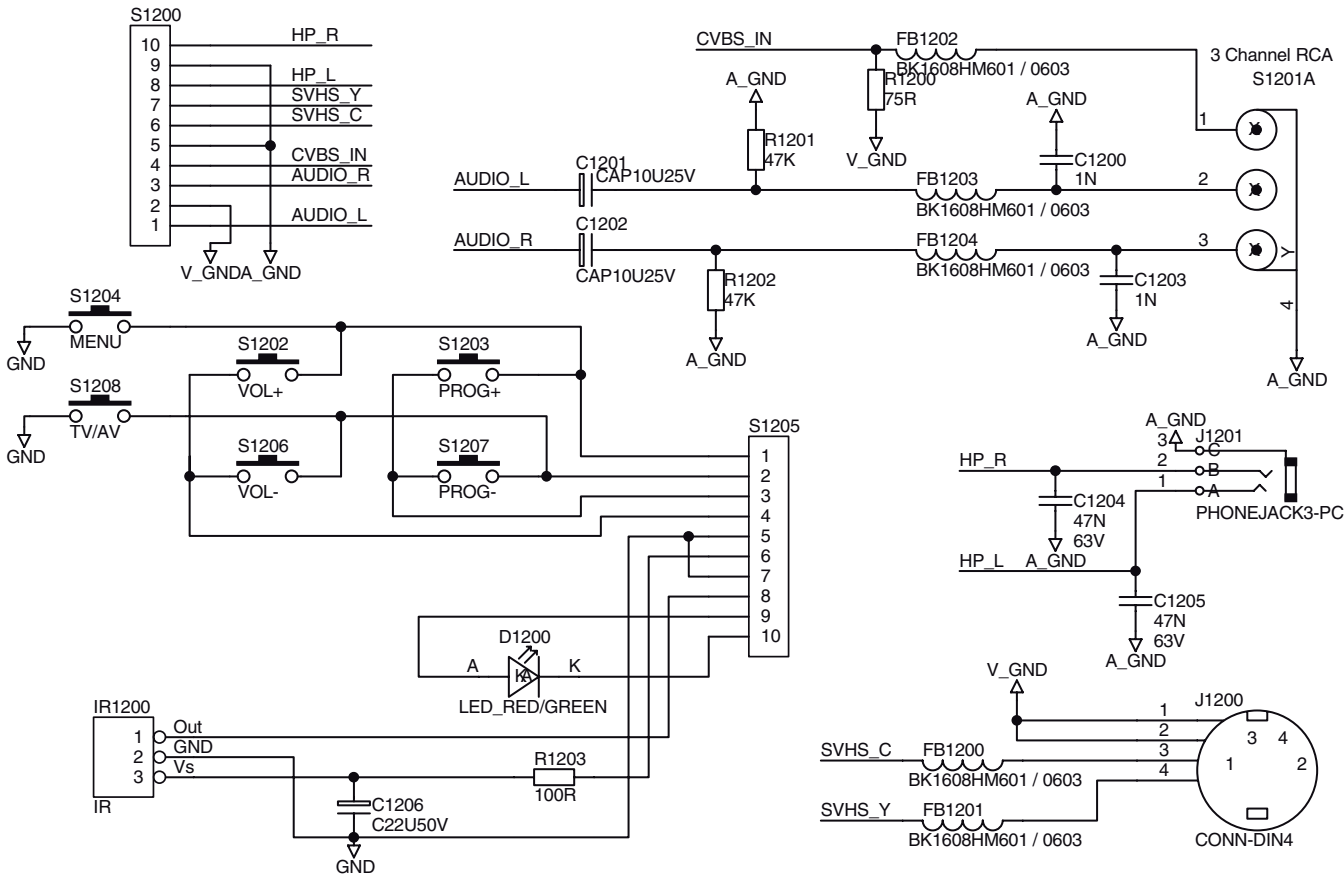 S1200
10 HP_R
9
8 HP_L
7 SVHS_Y
6 SVHS_C
5
4 CVBS_IN
3 AUDIO_R
2
1 AUDIO_L
V_GND A_GND
CVBS_IN
FB1202
BK1608HM601 / 0603
R1200
75R
V_GND
3 Channel RCA
S1201A
1
X
2
X
3
X
Y
4
A_GND
A_GND
R1201
47K
A_GND
C1200
1N
AUDIO_L
C1201
CAP10U25V
FB1203
BK1608HM601 / 0603
AUDIO_R
C1202
CAP10U25V
R1202
47K
A_GND
FB1204
BK1608HM601 / 0603
C1203
1N
A_GND
S1204
MENU
GND
S1202
VOL+
S1203
PROG+
S1208
TV/AV
GND
S1206
VOL-
S1207
PROG-
S1205
1
2
3
4
5
6
7
8
9
10
D1200
A K
KA
LED_RED/GREEN
IR1200
1 Out
2 GND
3 Vs
IR
R1203
100R
C1206
C22U50V
GND
A_GND
J1201
3 C
HP_R 2 B
1 A
PHONEJACK3-PC
C1204
47N
63V
A_GND
HP_L
C1205
47N
63V
A_GND
V_GND
J1200
1
2
3
4
3 4
1 2
CONN-DIN4
SVHS_C
FB1200
BK1608HM601 / 0603
SVHS_Y
FB1201
BK1608HM601 / 0603